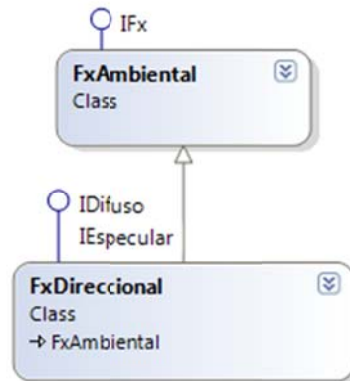 IFx
FxAmbiental
Class
IDifuso
IEspecular
FxDireccional
Class
FxAmbiental